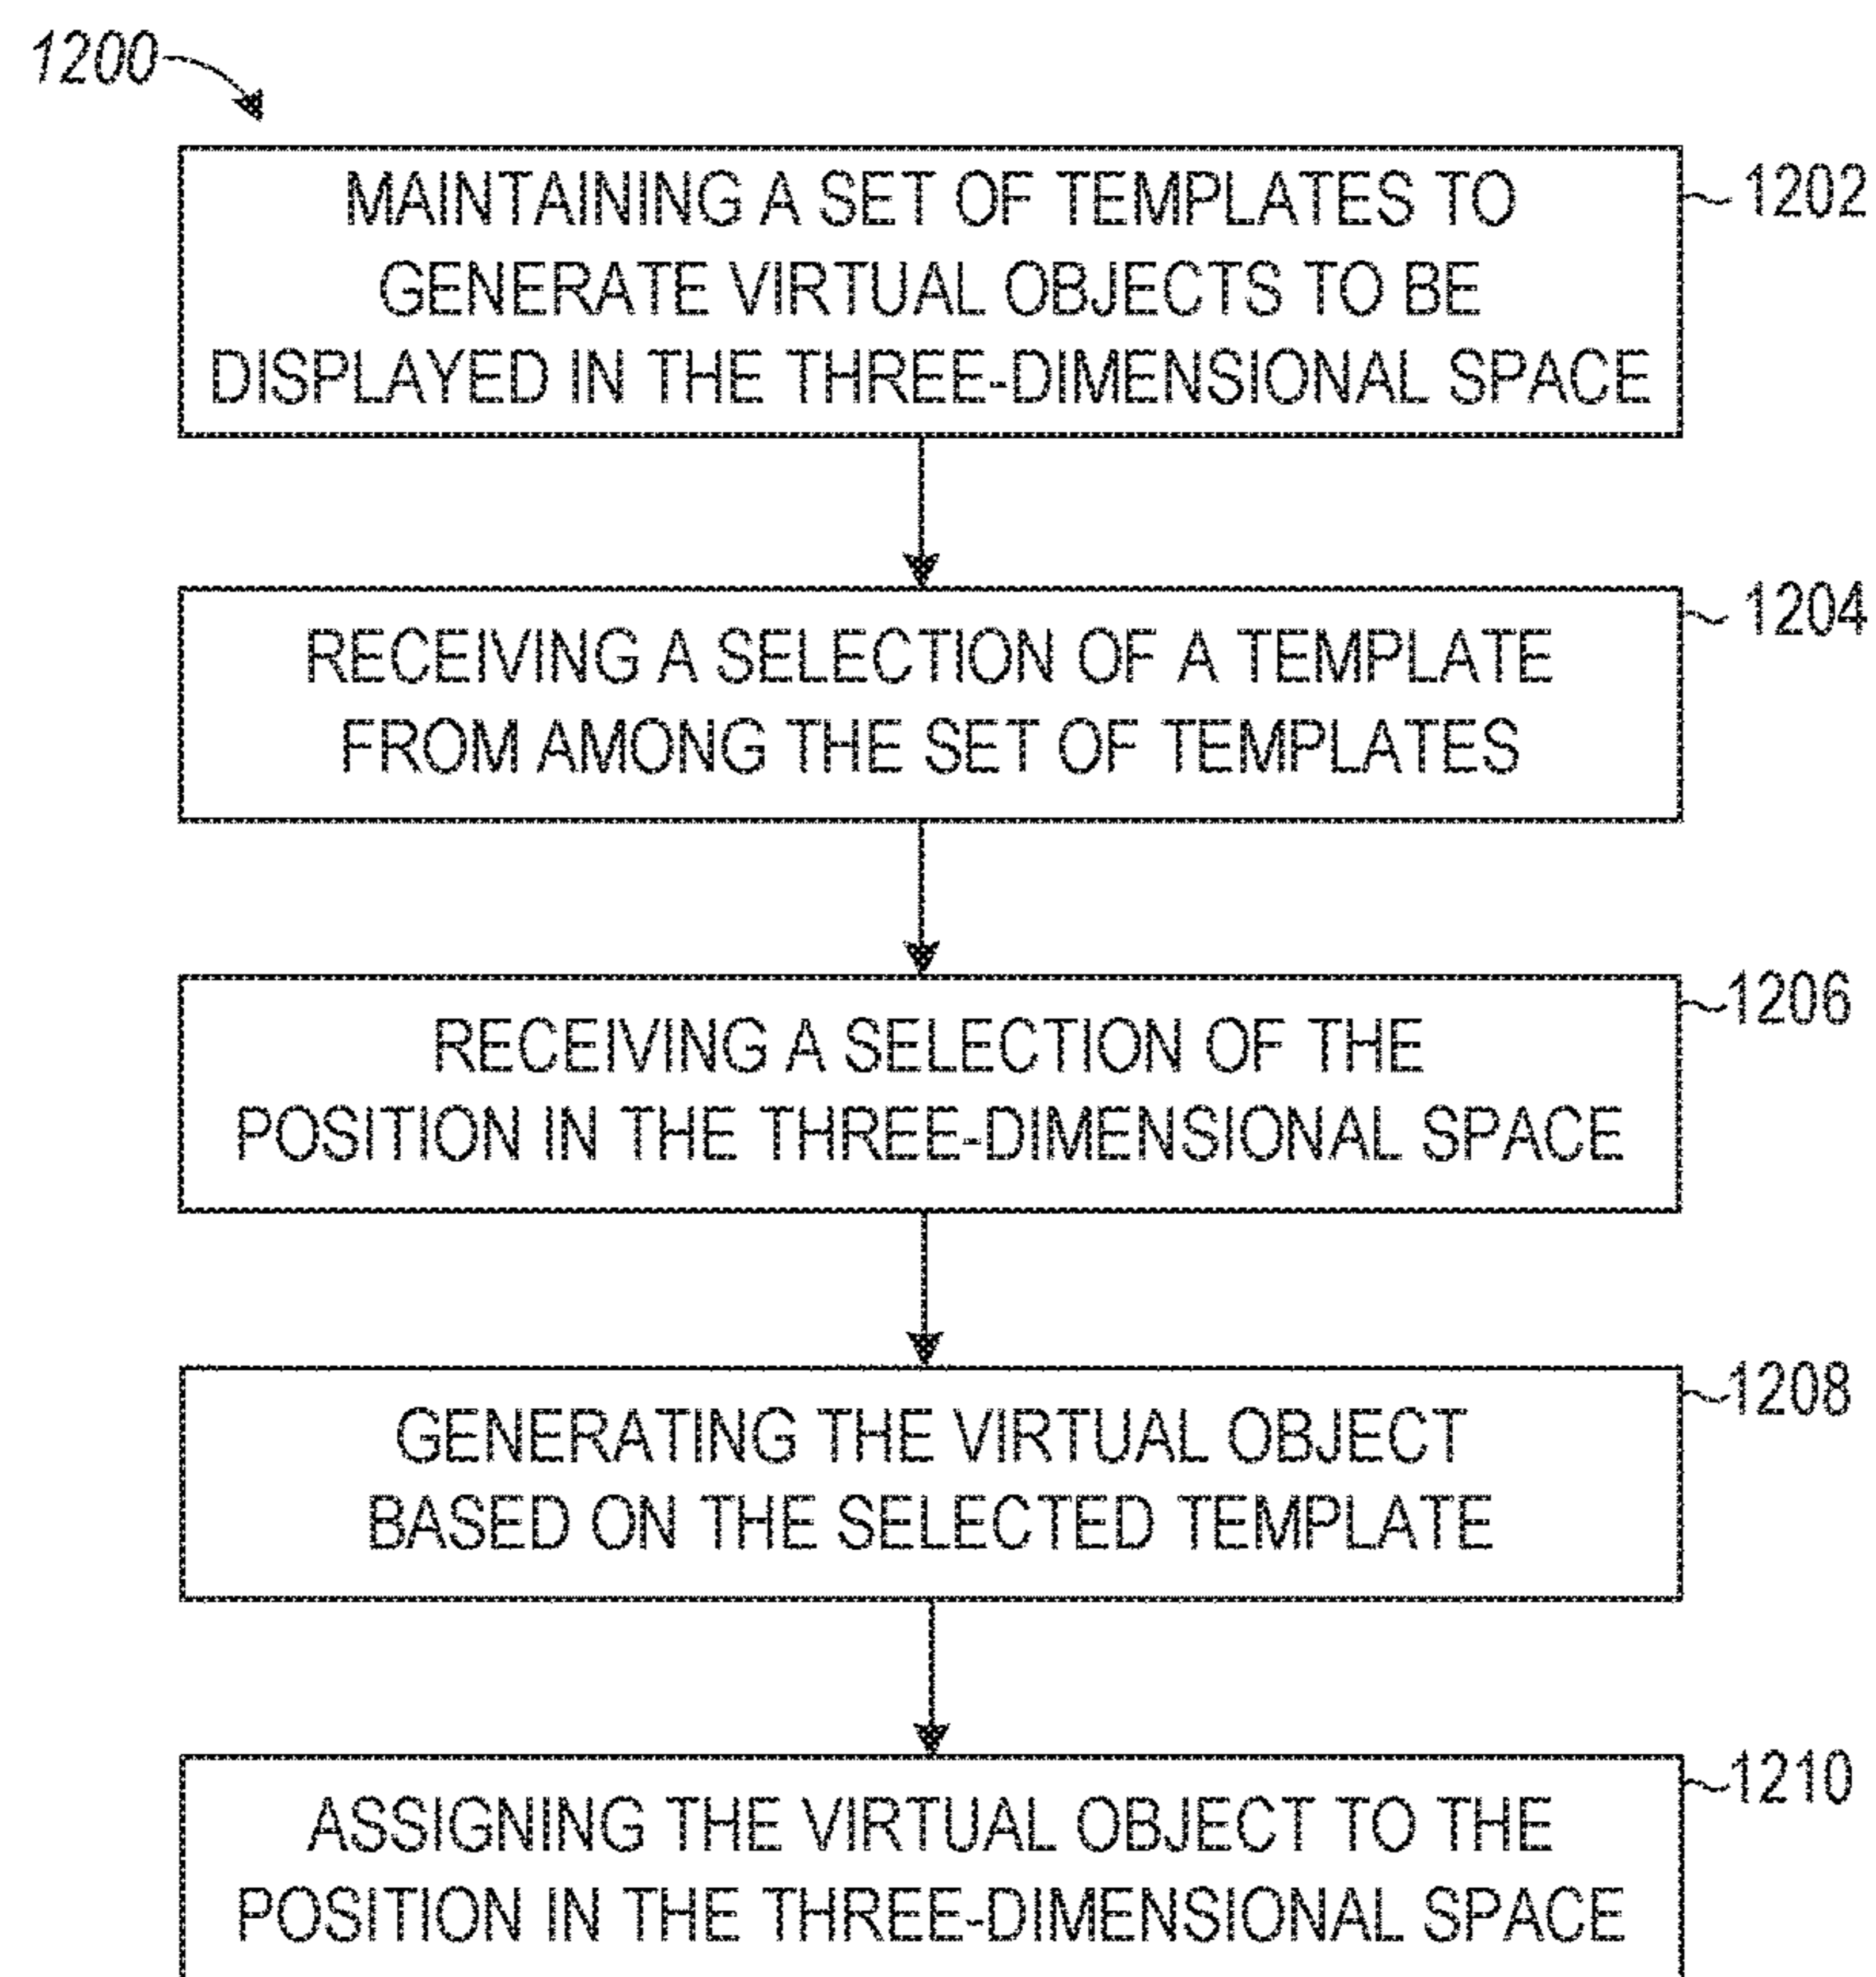 1200
MAINTAINING A SET OF TEMPLATES TO
GENERATE VIRTUAL OBJECTS TO BE
DISPLAYED IN THE THREE-DIMENSIONAL SPACE
1202
RECEIVING A SELECTION OF A TEMPLATE
FROM AMONG THE SET OF TEMPLATES
1204
RECEIVING A SELECTION OF THE
POSITION IN THE THREE-DIMENSIONAL SPACE
1206
GENERATING THE VIRTUAL OBJECT
BASED ON THE SELECTED TEMPLATE
1208
ASSIGNING THE VIRTUAL OBJECT TO THE
POSITION IN THE THREE-DIMENSIONAL SPACE
1210